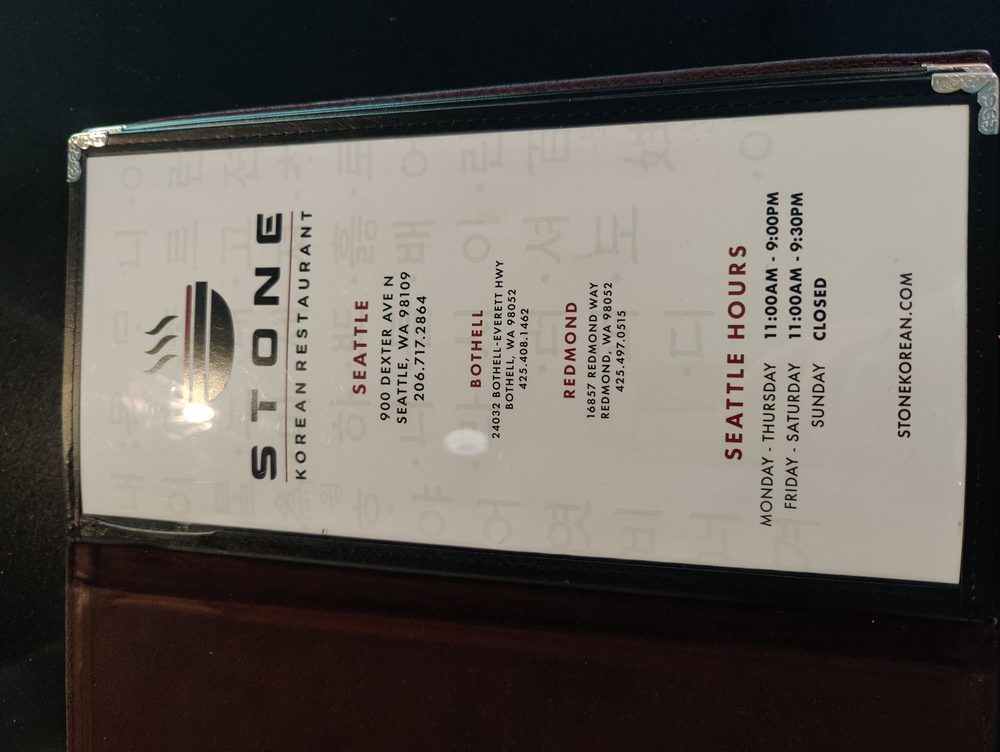 STONE
KOREAN RESTAURANT
SEATTLE
900 DEXTER AVE N
SEATTLE, WA 98109
206.717.2864
BOTHELL
24032 BOTHELL-EVERETT HWY
BOTHELL, WA 98052
425.408.1462
REDMOND
16857 REDMOND WAY
REDMOND, WA 98052
425.497.0515
SEATTLE HOURS
MONDAY - THURSDAY 11:00AM - 9:00PM
FRIDAY - SATURDAY 11:00AM - 9:30PM
SUNDAY CLOSED
STONEKOREAN.COM